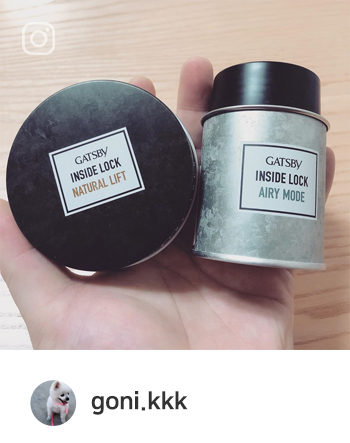 GATSBY
INSIDE LOCK
NATURAL LIFT
GATSBY
INSIDE LOCK
AIRY MODE
goni.kkk